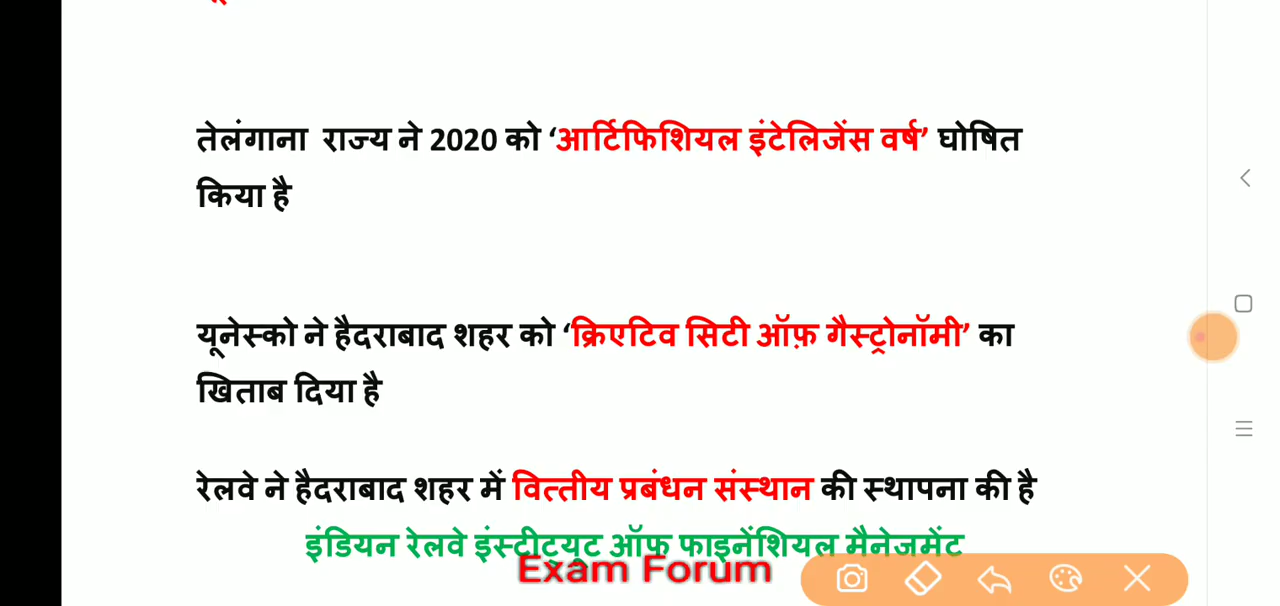 तेलंगाना राज्य ने 2020 को ‘आर्टिफिशियल इंटेलिजेंस वर्ष’ घोषित
किया है
यूनेस्को ने हैदराबाद शहर को ‘क्रिएटिव सिटी ऑफ़ गैस्ट्रोनॉमी’ का
खिताब दिया है
रेलवे ने हैदराबाद शहर में वित्तीय प्रबंधन संस्थान की स्थापना की है
इंडियन रेलवे इंस्टीट्यूट ऑफ फाइनेंशियल मैनेजमेंट
Exam Forum